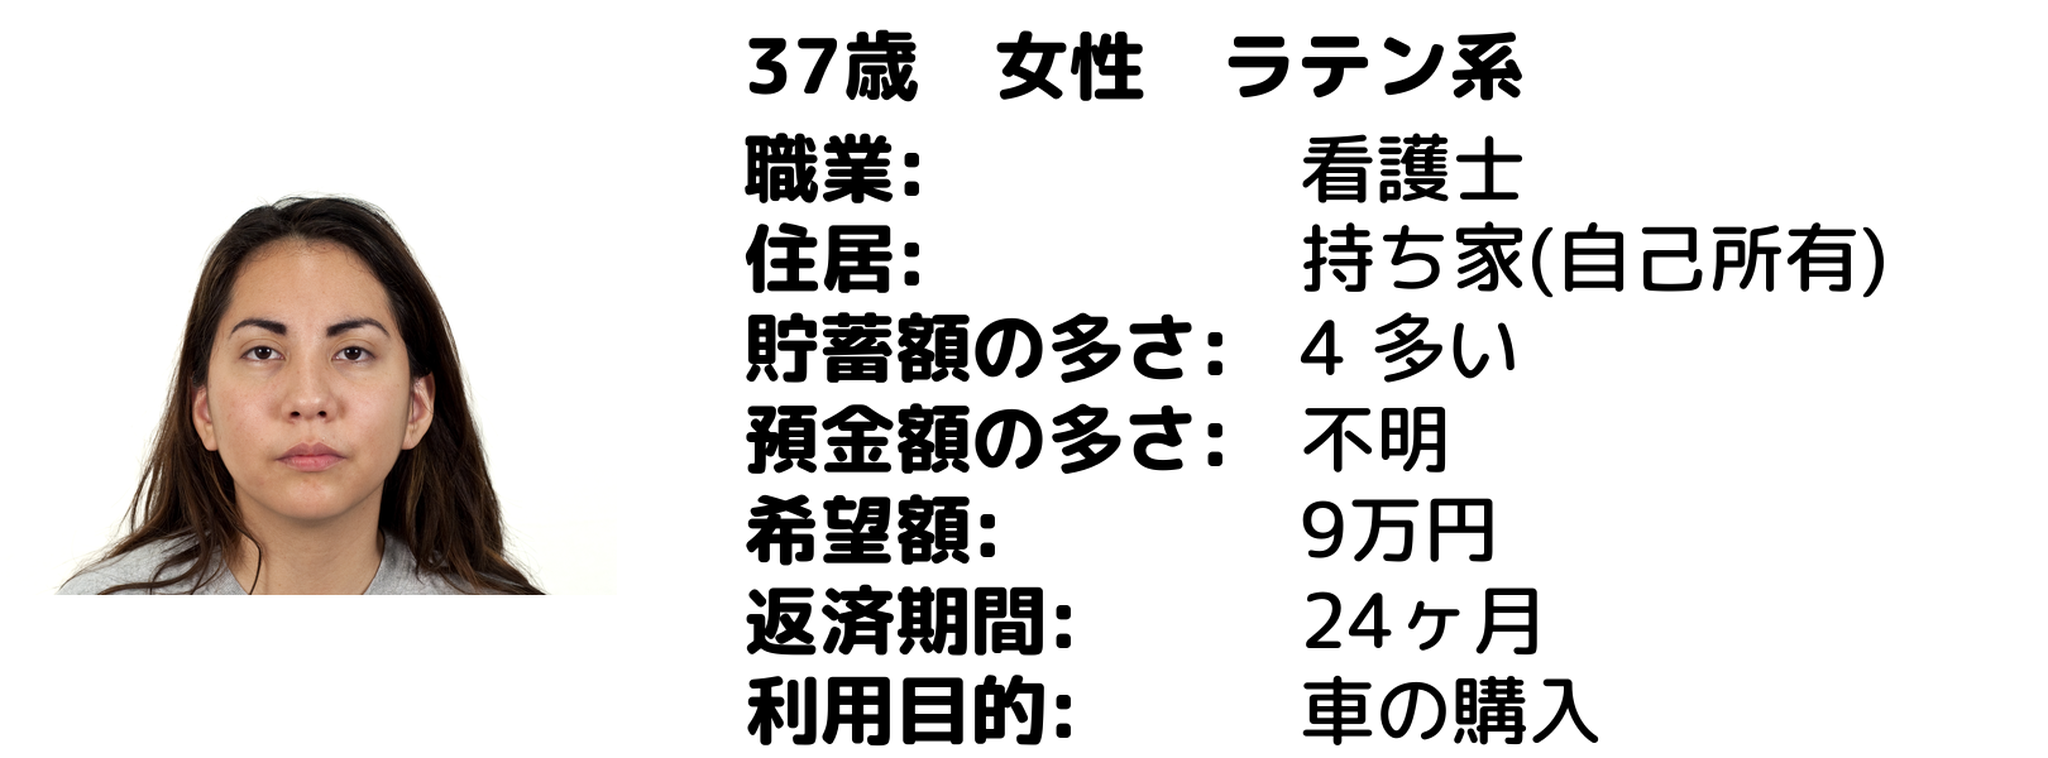 37歳　女性　ラテン系
職業: 看護士
住居: 持ち家(自己所有)
貯蓄額の多さ: 4 多い
預金額の多さ: 不明
希望額: 9万円
返済期間: 24ヶ月
利用目的: 車の購入